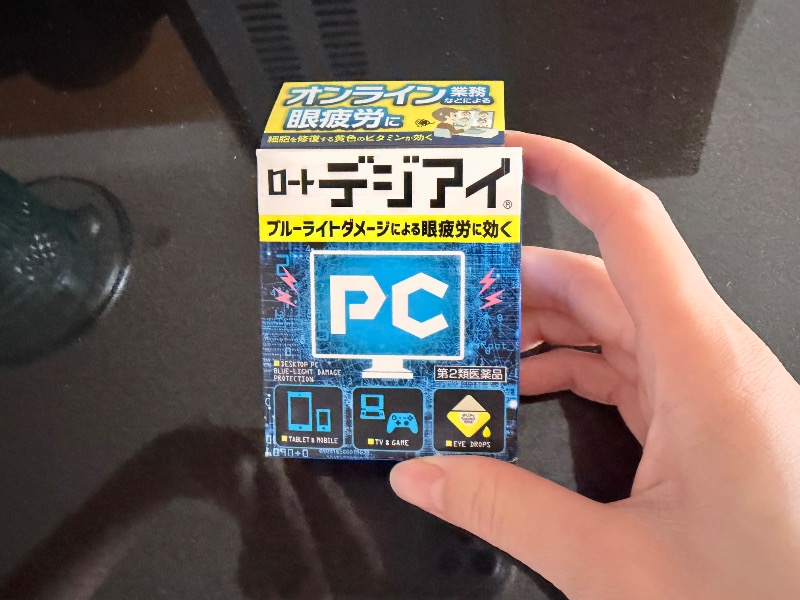 オンライン業務などによる
眼疲労に
細胞を修復する黄色のビタミンが効く
ロートデジアイ®
ブルーライトダメージによる眼疲労に効く
PC
DESKTOP PC
BLUE-LIGHT DAMAGE
PROTECTION
第2類医薬品
TABLET & MOBILE
TV & GAME
EYE DROPS